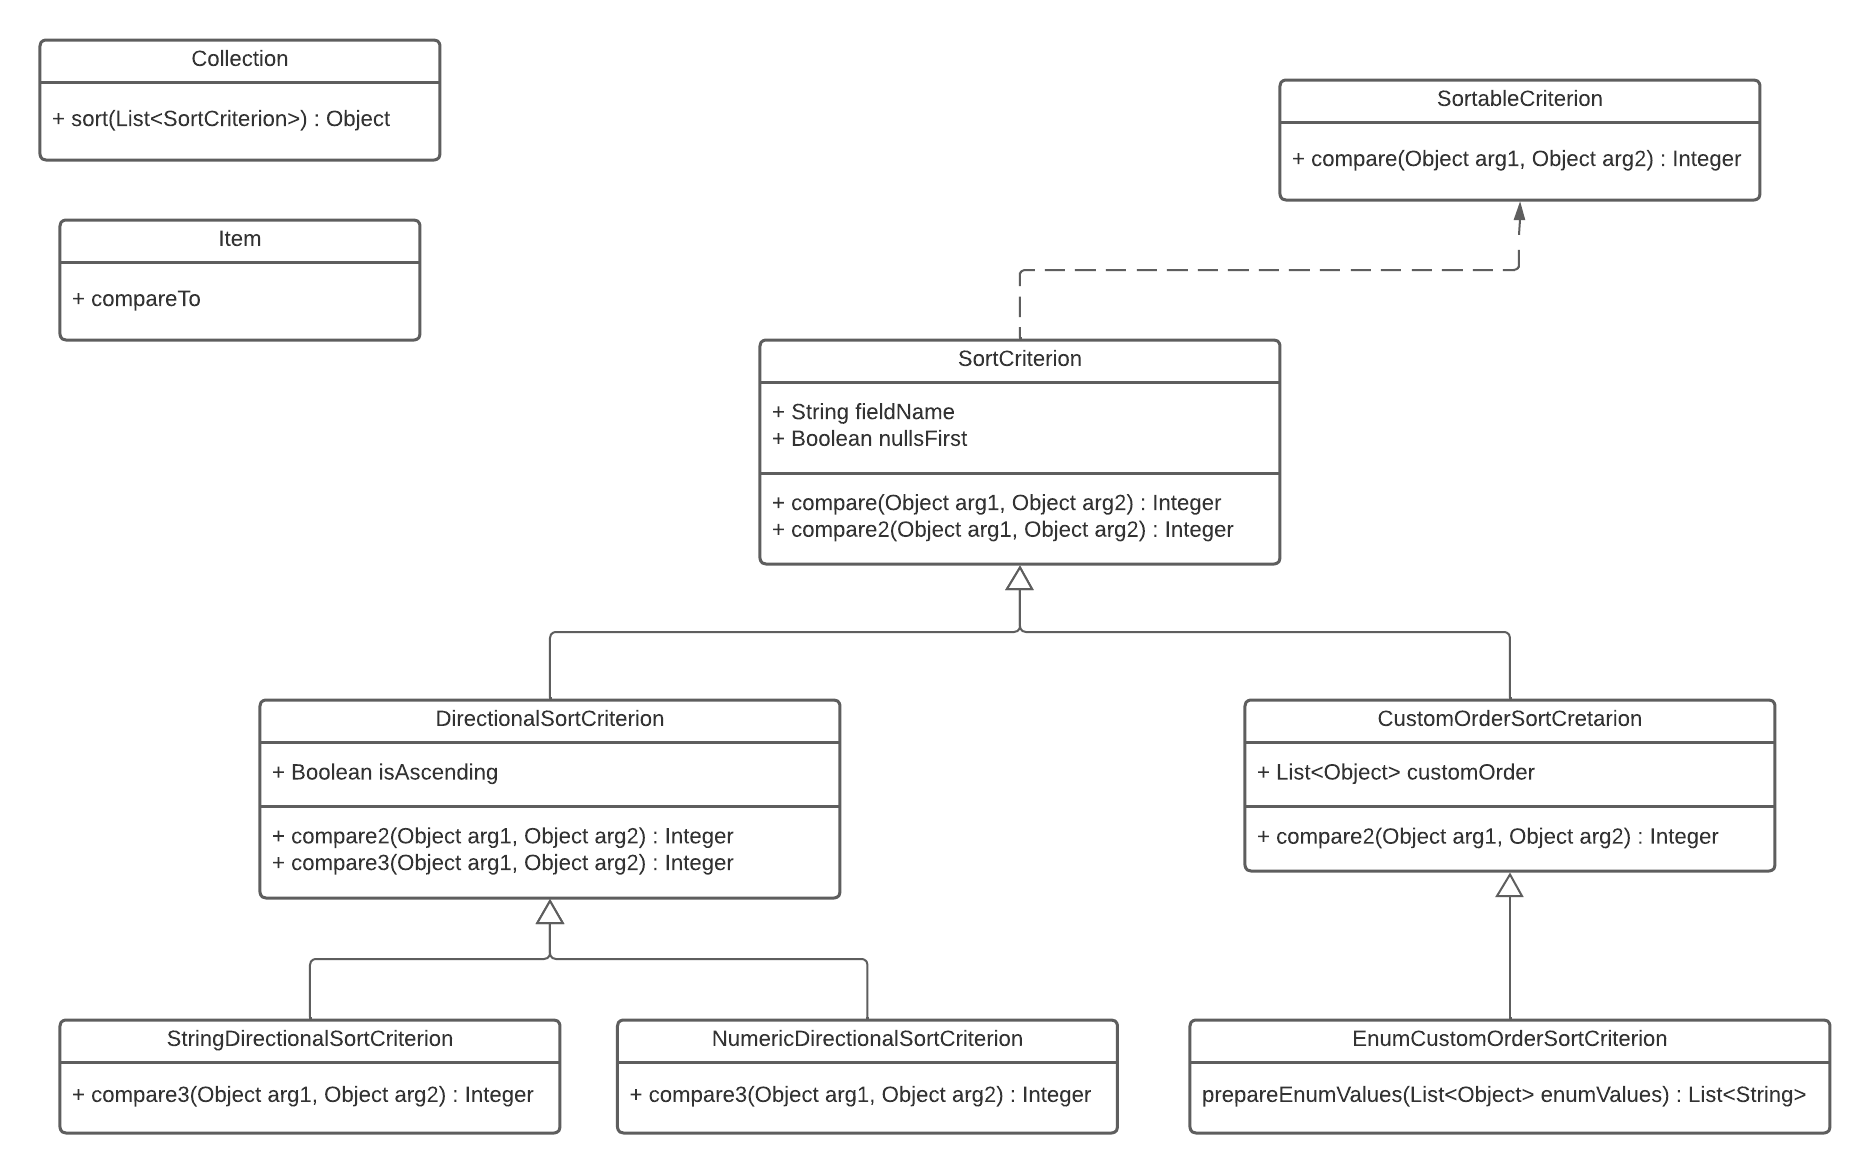 Collection
+ sort(List<SortCriterion>) : Object
SortableCriterion
+ compare(Object arg1, Object arg2) : Integer
Item
+ compareTo
SortCriterion
+ String fieldName
+ Boolean nullsFirst
+ compare(Object arg1, Object arg2) : Integer
+ compare2(Object arg1, Object arg2) : Integer
DirectionalSortCriterion
+ Boolean isAscending
+ compare2(Object arg1, Object arg2) : Integer
+ compare3(Object arg1, Object arg2) : Integer
CustomOrderSortCretarion
+ List<Object> customOrder
+ compare2(Object arg1, Object arg2) : Integer
StringDirectionalSortCriterion
+ compare3(Object arg1, Object arg2) : Integer
NumericDirectionalSortCriterion
+ compare3(Object arg1, Object arg2) : Integer
EnumCustomOrderSortCriterion
prepareEnumValues(List<Object> enumValues) : List<String>